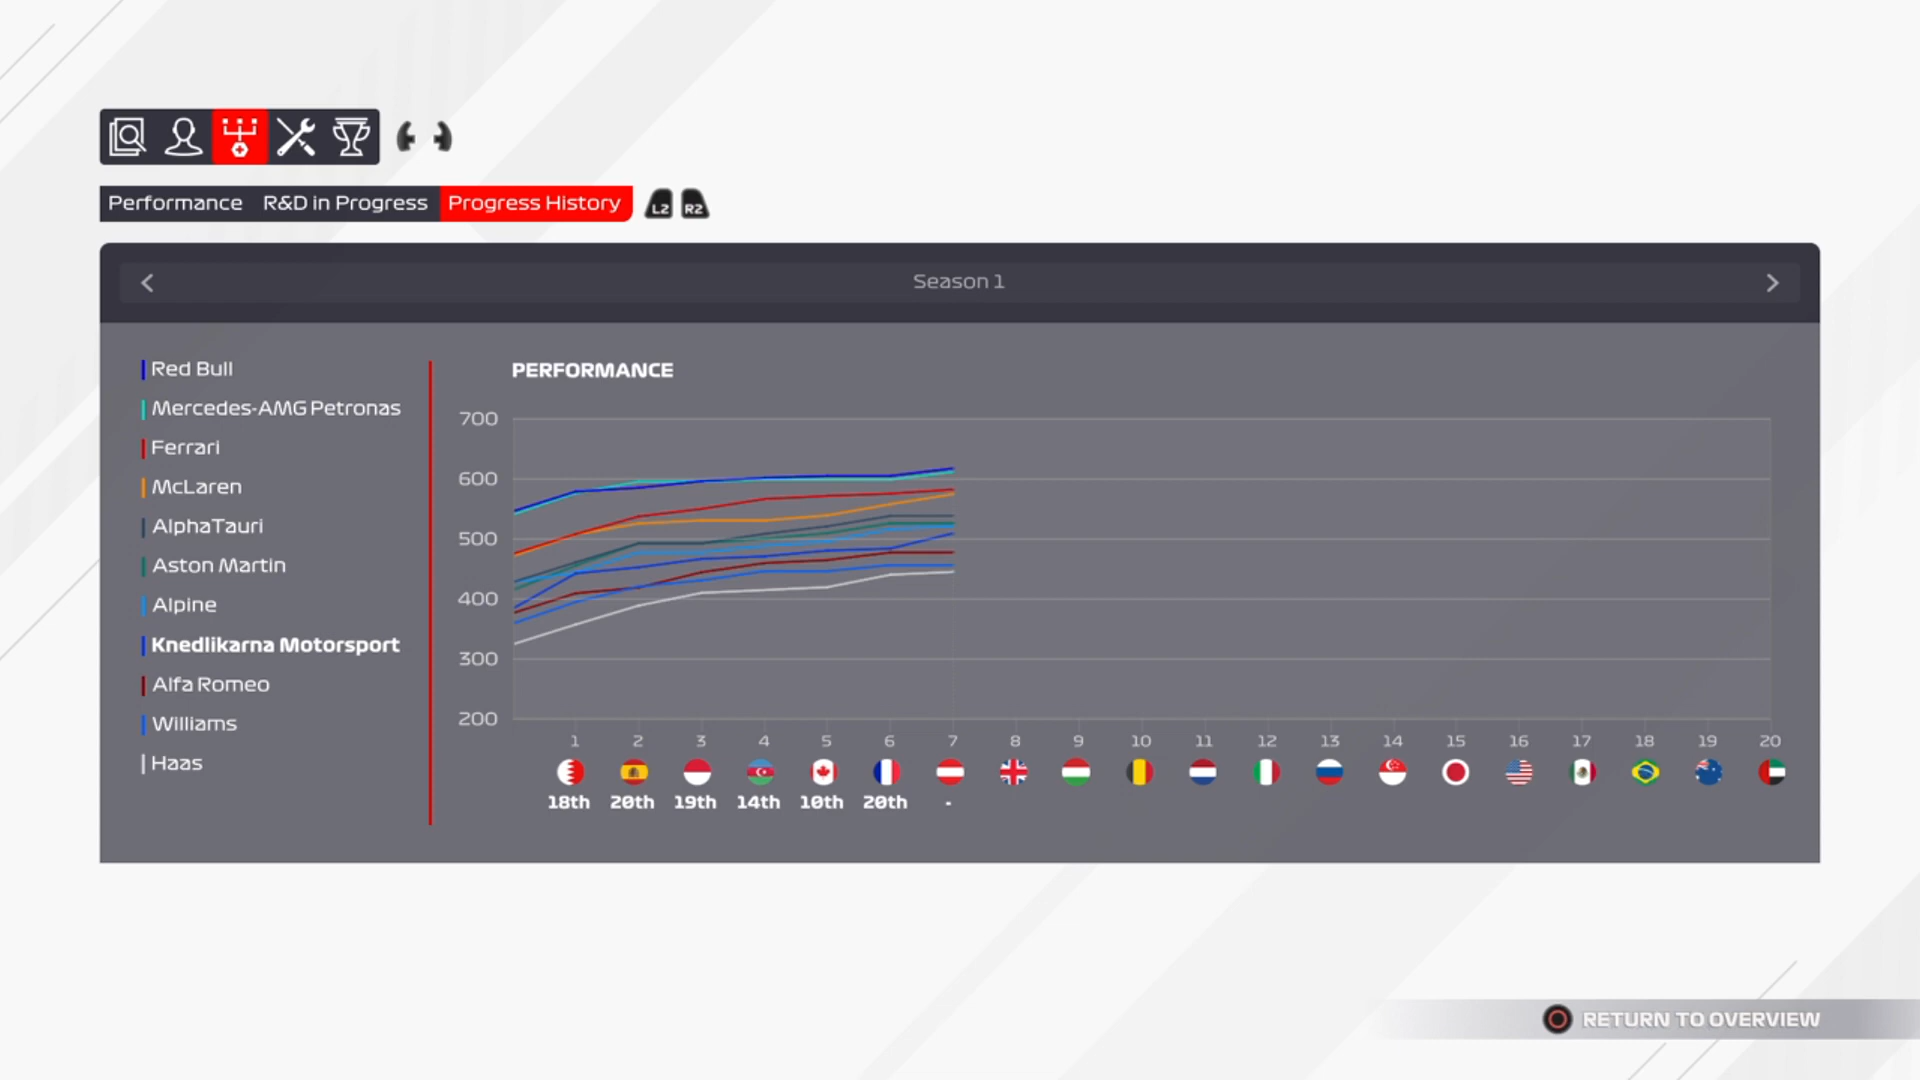 Performance R&D in Progress Progress History L2 R2
Season 1
Red Bull
Mercedes-AMG Petronas
Ferrari
McLaren
AlphaTauri
Aston Martin
Alpine
Knedlikarna Motorsport
Alfa Romeo
Williams
Haas
PERFORMANCE
700
600
500
400
300
200
1 2 3 4 5 6 7 8 9 10 11 12 13 14 15 16 17 18 19 20
18th 20th 19th 14th 10th 20th -
RETURN TO OVERVIEW